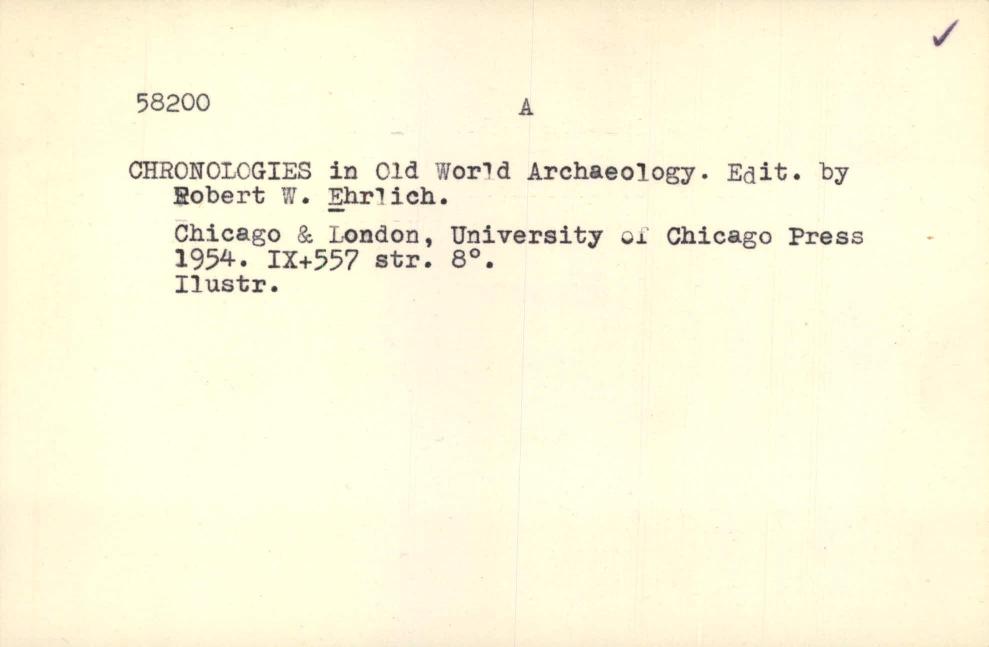 58200 A
CHRONOLOGIES in Old World Archaeology. Edit. by
Robert W. Ehrlich.
Chicago & London, University of Chicago Press
1954. IX+557 str. 8°.
Ilustr.